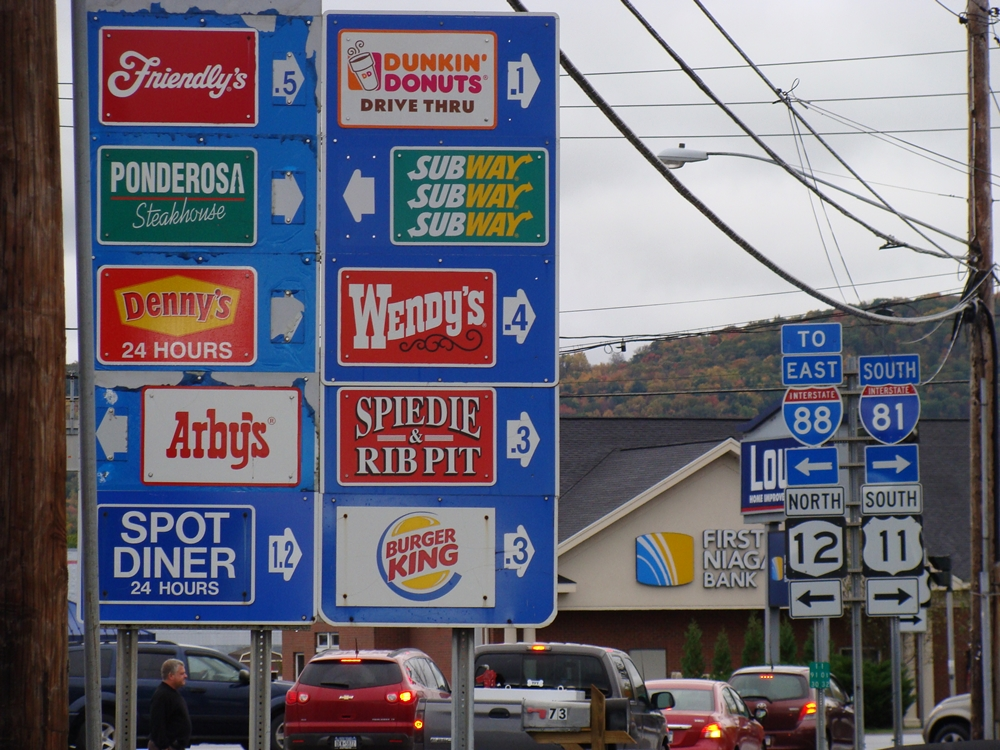 Friendly's
.5
DUNKIN'
DONUTS
DRIVE THRU
.1
PONDEROSA
Steakhouse
SUBWAY
SUBWAY
SUBWAY
Denny's
24 HOURS
WENDY'S
.4
Arby's
SPIEDIE
&
RIB PIT
.3
SPOT
DINER
24 HOURS
1.2
BURGER
KING
.3
TO
EAST
INTERSTATE
88
NORTH
12
SOUTH
INTERSTATE
81
SOUTH
11
LOU
HOME IMPROV
FIRST
NIAGA
BANK
73